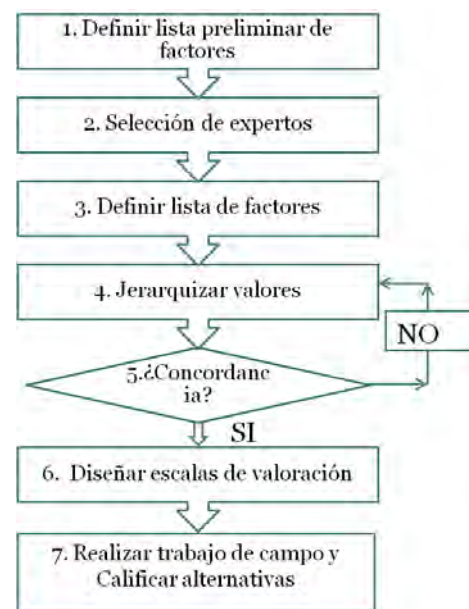 1. Definir lista preliminar de
factores
2. Selección de expertos
3. Definir lista de factores
4. Jerarquizar valores
NO
5.¿Concordanc
ia?
SI
6. Diseñar escalas de valoración
7. Realizar trabajo de campo y
Calificar alternativas